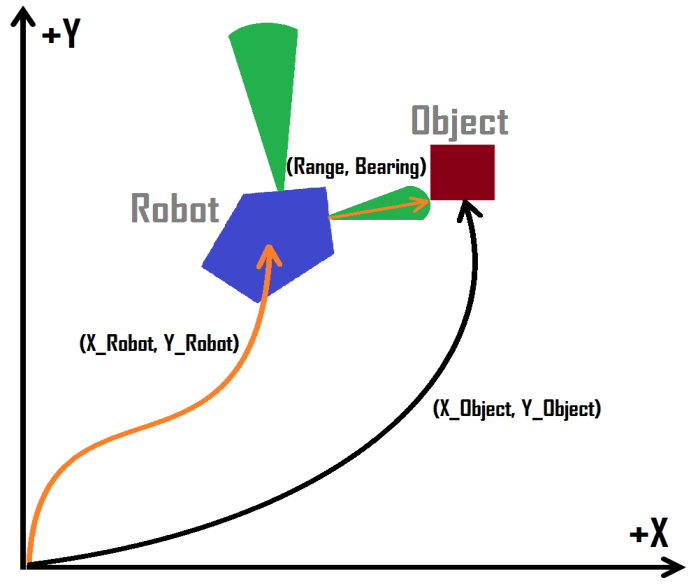 +Y
Object
(Range, Bearing)
Robot
(X_Robot, Y_Robot)
(X_Object, Y_Object)
+X